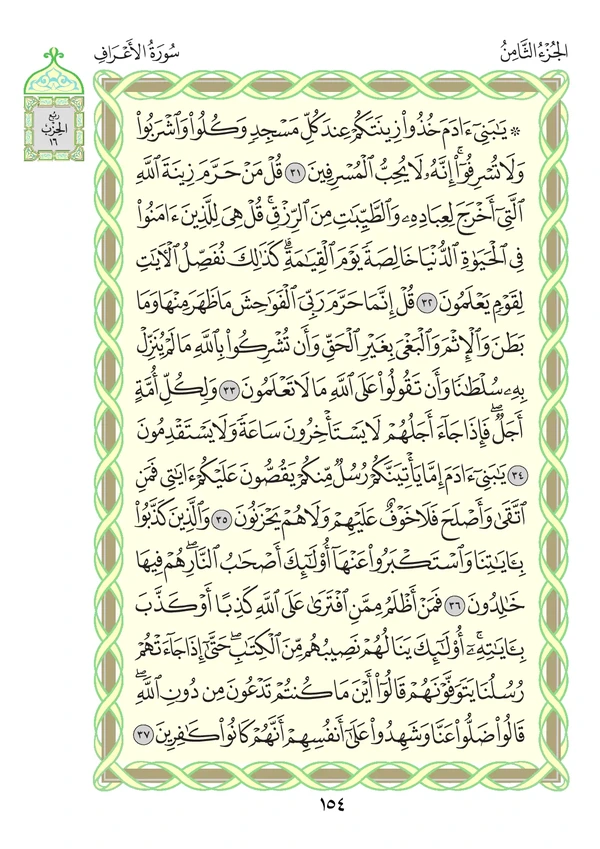 الجُزْءُ الثَّامِنُ
سُورَةُ الأَعْرَافِ
رُبْع
الحِزْبِ
١٦
۞ يَٰبَنِىٓ ءَادَمَ خُذُوا۟ زِينَتَكُمْ عِندَ كُلِّ مَسْجِدٍ وَكُلُوا۟ وَٱشْرَبُوا۟
وَلَا تُسْرِفُوٓا۟ ۚ إِنَّهُۥ لَا يُحِبُّ ٱلْمُسْرِفِينَ ٣١ قُلْ مَنْ حَرَّمَ زِينَةَ ٱللَّهِ
ٱلَّتِىٓ أَخْرَجَ لِعِبَادِهِۦ وَٱلطَّيِّبَٰتِ مِنَ ٱلرِّزْقِ ۚ قُلْ هِىَ لِلَّذِينَ ءَامَنُوا۟
فِى ٱلْحَيَوٰةِ ٱلدُّنْيَا خَالِصَةً يَوْمَ ٱلْقِيَٰمَةِ ۗ كَذَٰلِكَ نُفَصِّلُ ٱلْءَايَٰتِ
لِقَوْمٍ يَعْلَمُونَ ٣٢ قُلْ إِنَّمَا حَرَّمَ رَبِّىَ ٱلْفَوَٰحِشَ مَا ظَهَرَ مِنْهَا وَمَا
بَطَنَ وَٱلْإِثْمَ وَٱلْبَغْىَ بِغَيْرِ ٱلْحَقِّ وَأَن تُشْرِكُوا۟ بِٱللَّهِ مَا لَمْ يُنَزِّلْ
بِهِۦ سُلْطَٰنًا وَأَن تَقُولُوا۟ عَلَى ٱللَّهِ مَا لَا تَعْلَمُونَ ٣٣ وَلِكُلِّ أُمَّةٍ
أَجَلٌ ۖ فَإِذَا جَآءَ أَجَلُهُمْ لَا يَسْتَأْخِرُونَ سَاعَةً وَلَا يَسْتَقْدِمُونَ
٣٤ يَٰبَنِىٓ ءَادَمَ إِمَّا يَأْتِيَنَّكُمْ رُسُلٌ مِّنكُمْ يَقُصُّونَ عَلَيْكُمْ ءَايَٰتِى فَمَنِ
ٱتَّقَىٰ وَأَصْلَحَ فَلَا خَوْفٌ عَلَيْهِمْ وَلَا هُمْ يَحْزَنُونَ ٣٥ وَٱلَّذِينَ كَذَّبُوا۟
بِـَٔايَٰتِنَا وَٱسْتَكْبَرُوا۟ عَنْهَآ أُو۟لَٰٓئِكَ أَصْحَٰبُ ٱلنَّارِ ۖ هُمْ فِيهَا
خَٰلِدُونَ ٣٦ فَمَنْ أَظْلَمُ مِمَّنِ ٱفْتَرَىٰ عَلَى ٱللَّهِ كَذِبًا أَوْ كَذَّبَ
بِـَٔايَٰتِهِۦٓ ۚ أُو۟لَٰٓئِكَ يَنَالُهُمْ نَصِيبُهُم مِّنَ ٱلْكِتَٰبِ ۖ حَتَّىٰٓ إِذَا جَآءَتْهُمْ
رُسُلُنَا يَتَوَفَّوْنَهُمْ قَالُوٓا۟ أَيْنَ مَا كُنتُمْ تَدْعُونَ مِن دُونِ ٱللَّهِ ۖ
قَالُوا۟ ضَلُّوا۟ عَنَّا وَشَهِدُوا۟ عَلَىٰٓ أَنفُسِهِمْ أَنَّهُمْ كَانُوا۟ كَٰفِرِينَ ٣٧
١٥٤